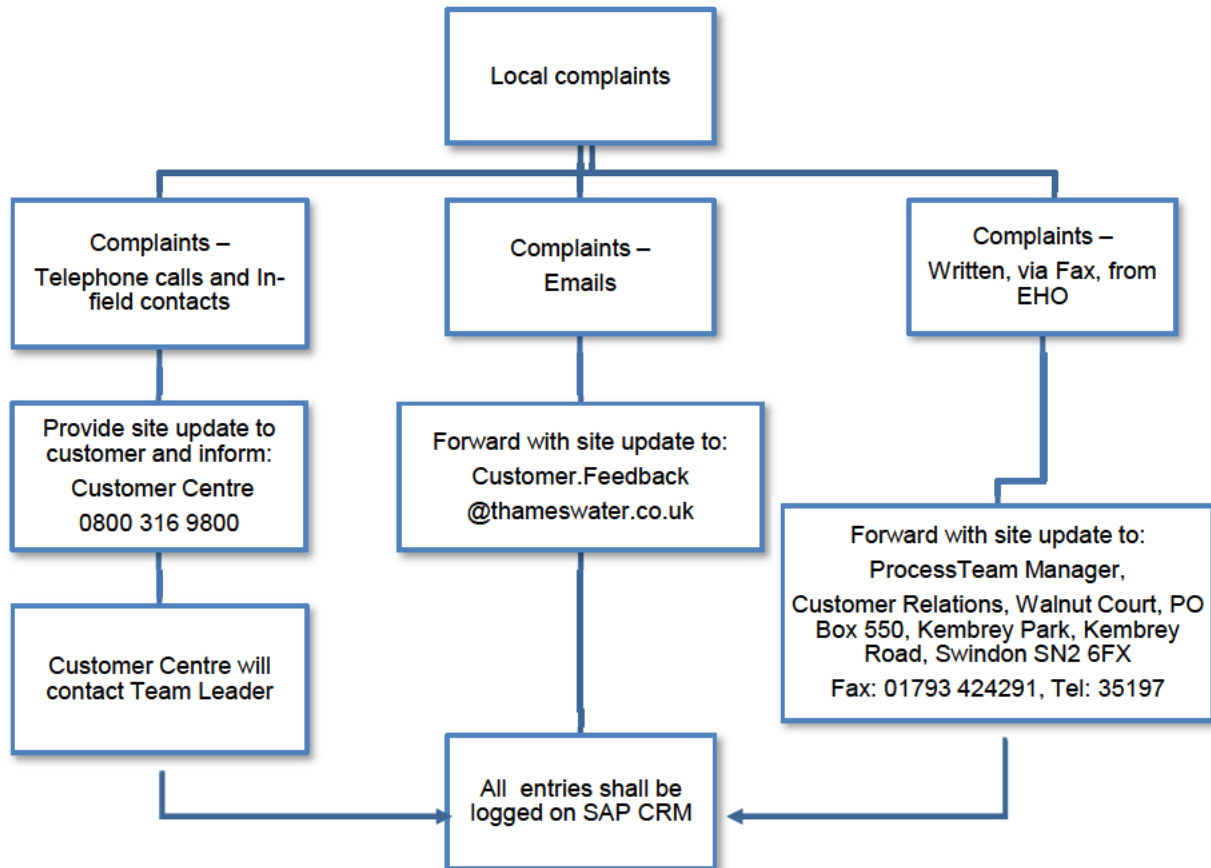 Local complaints
Complaints –
Telephone calls and In-
field contacts
Complaints –
Emails
Complaints –
Written, via Fax, from
EHO
Provide site update to
customer and inform:
Customer Centre
0800 316 9800
Forward with site update to:
Customer.Feedback
@thameswater.co.uk
Forward with site update to:
ProcessTeam Manager,
Customer Relations, Walnut Court, PO
Box 550, Kembrey Park, Kembrey
Road, Swindon SN2 6FX
Fax: 01793 424291, Tel: 35197
Customer Centre will
contact Team Leader
All entries shall be
logged on SAP CRM